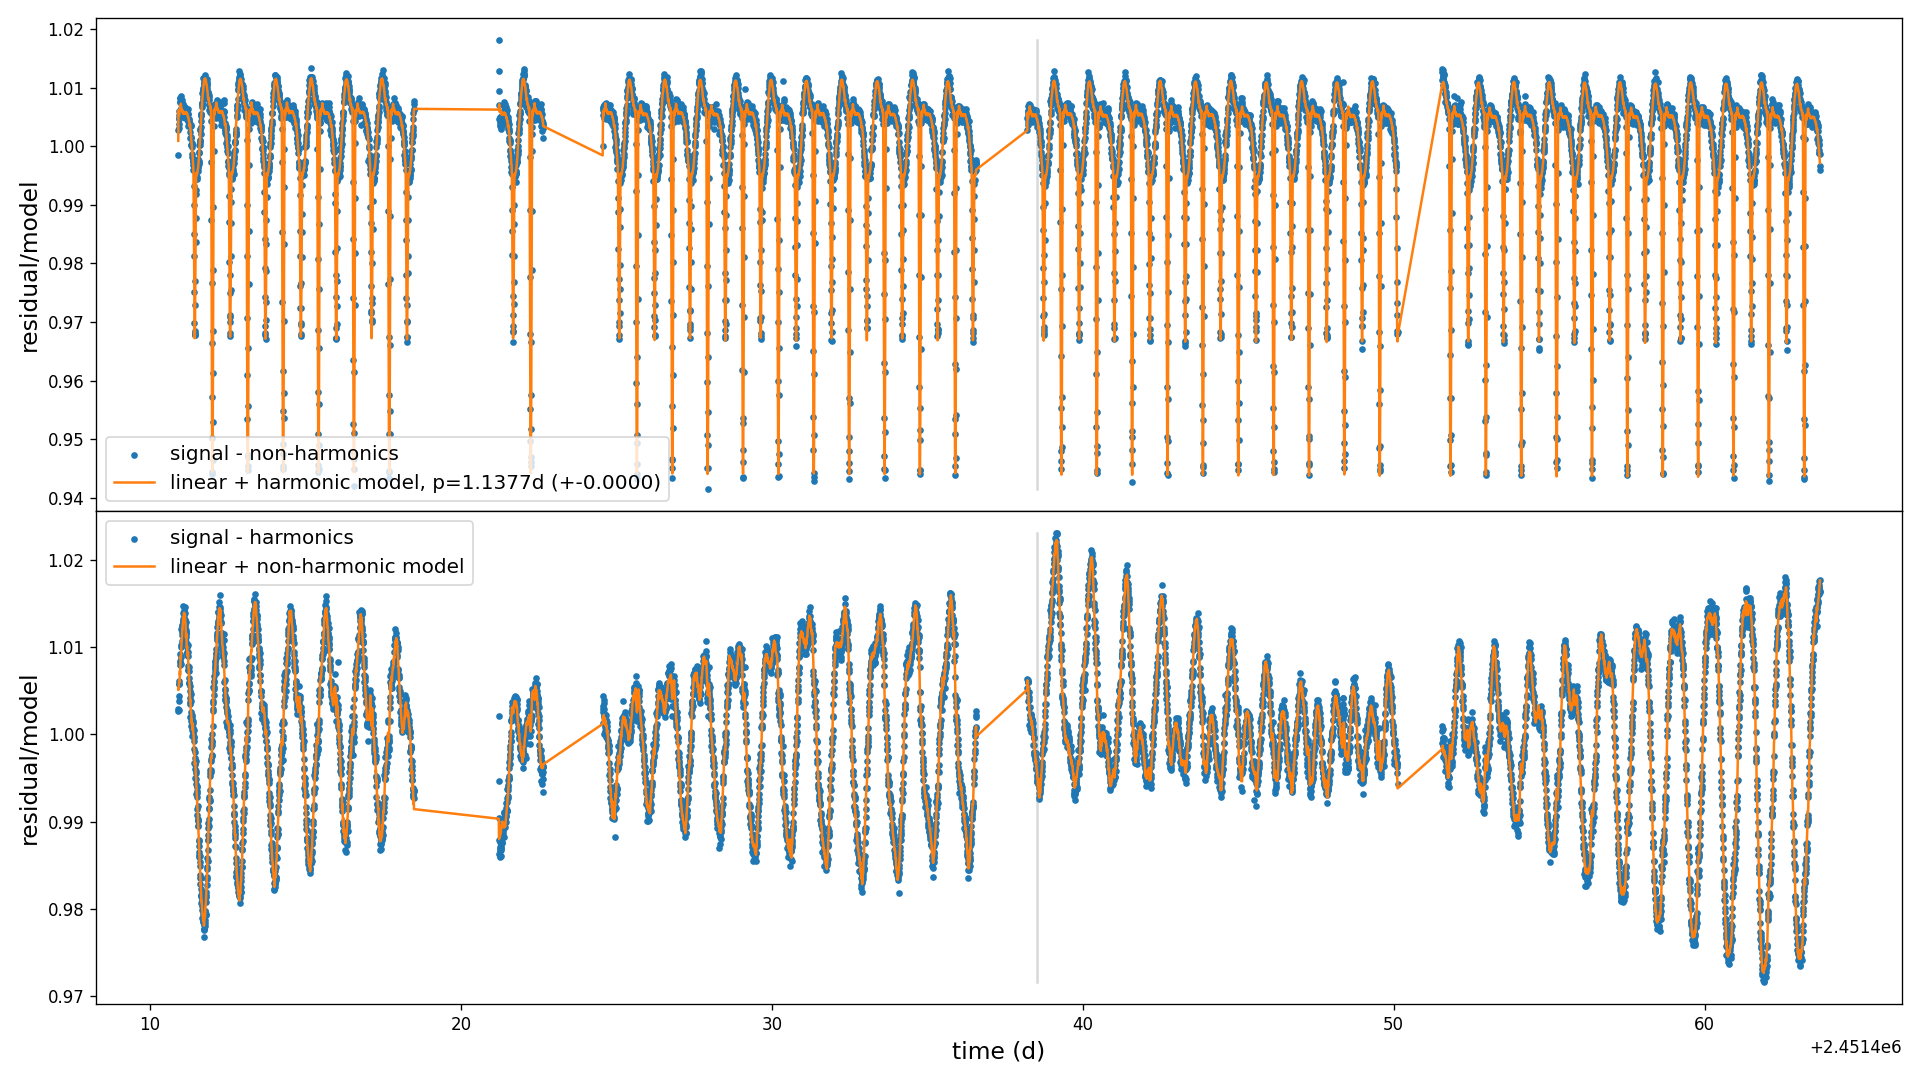 1.02
1.01
1.00
0.99
0.98
0.97
0.96
0.95
0.94
residual/model
signal - non-harmonics
linear + harmonic model, p=1.1377d (+-0.0000)
signal - harmonics
linear + non-harmonic model
1.02
1.01
1.00
0.99
0.98
0.97
residual/model
10 20 30 40 50 60
time (d)
+2.4514e6